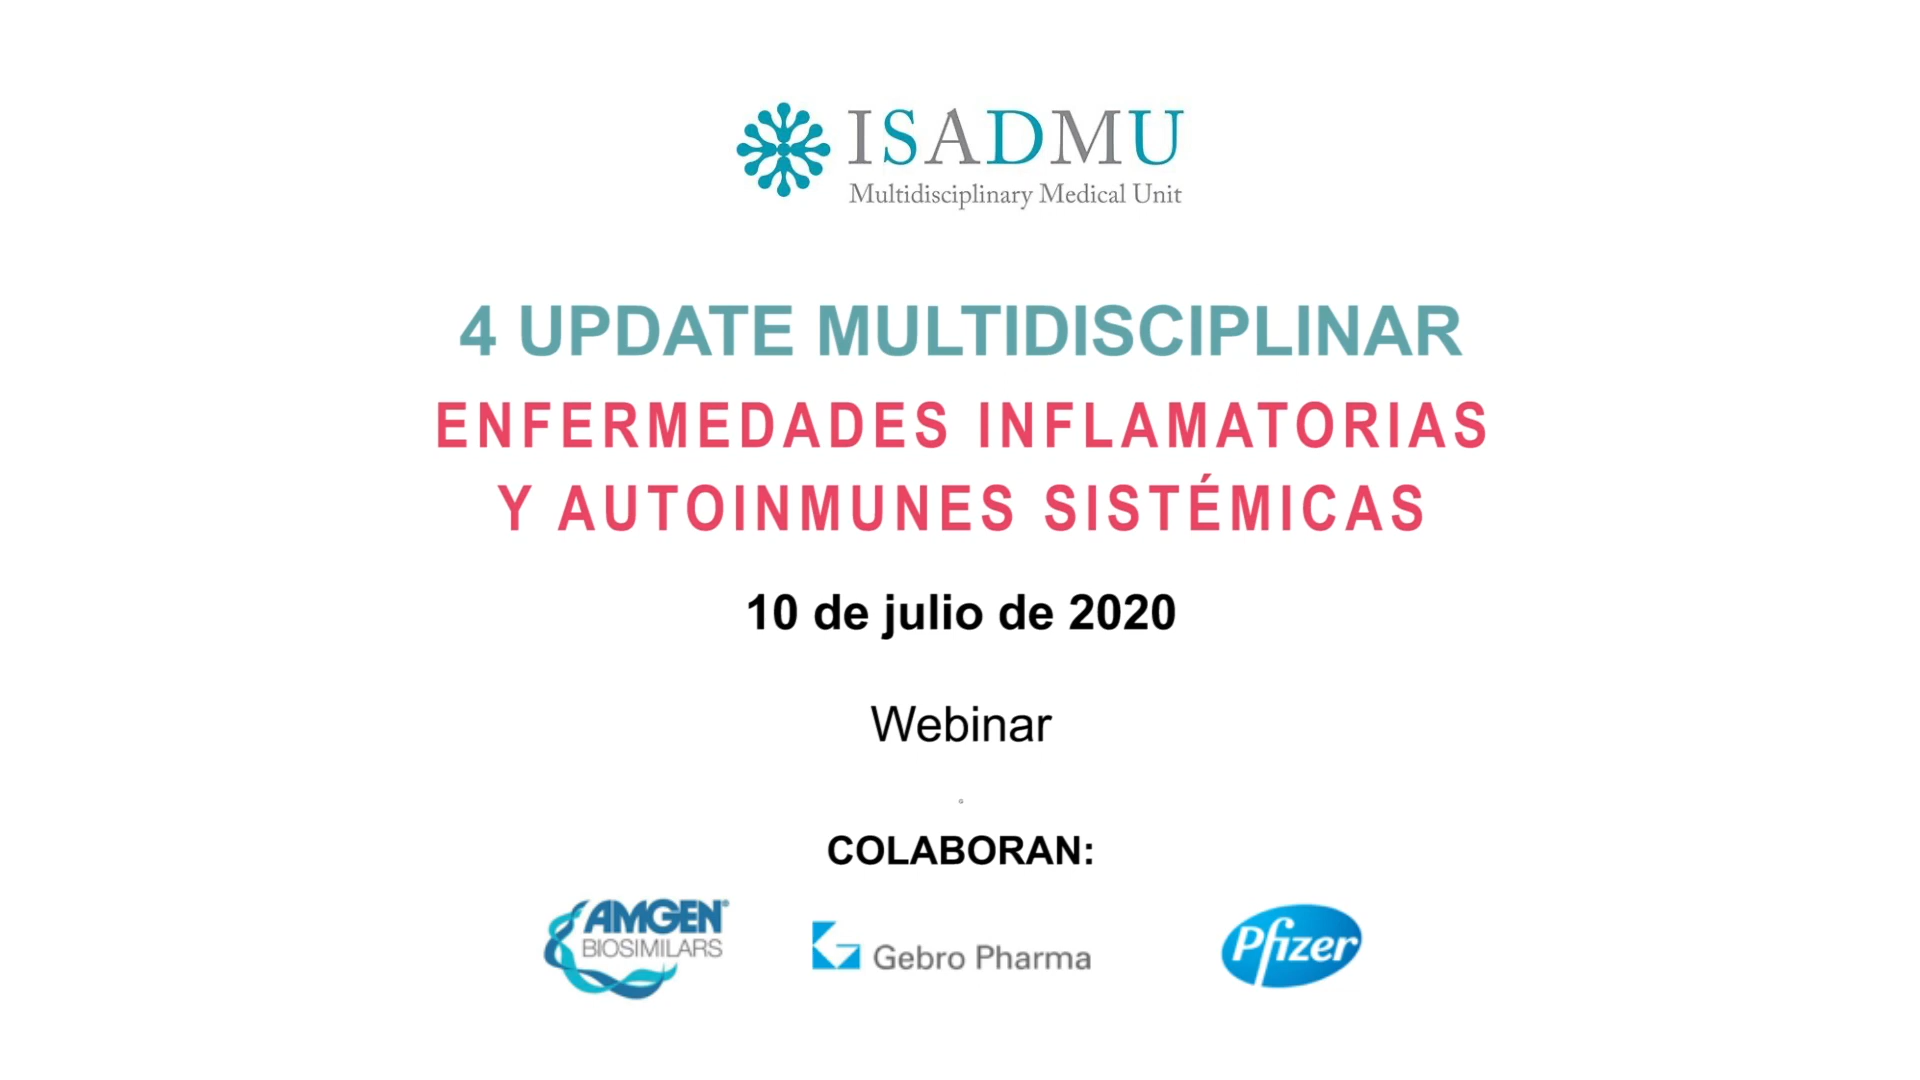 ISADMU
Multidisciplinary Medical Unit
4 UPDATE MULTIDISCIPLINAR
ENFERMEDADES INFLAMATORIAS
Y AUTOINMUNES SISTÉMICAS
10 de julio de 2020
Webinar
COLABORAN:
AMGEN®
BIOSIMILARS
Gebro Pharma
Pfizer